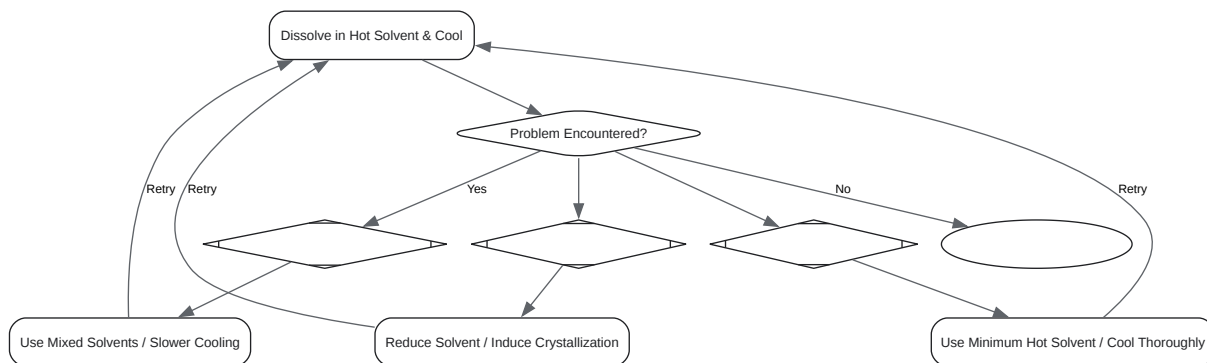 Dissolve in Hot Solvent & Cool
Problem Encountered?
Retry
Retry
Yes
No
Retry
Use Mixed Solvents / Slower Cooling
Reduce Solvent / Induce Crystallization
Use Minimum Hot Solvent / Cool Thoroughly